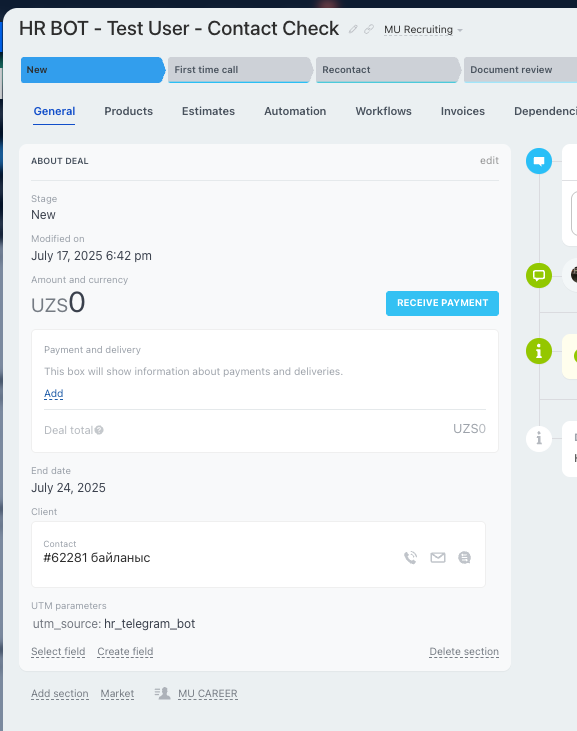 HR BOT - Test User - Contact Check MU Recruiting
New First time call Recontact Document review
General Products Estimates Automation Workflows Invoices
ABOUT DEAL edit
Stage
New
Modified on
July 17, 2025 6:42 pm
Amount and currency
UZS0 RECEIVE PAYMENT
Payment and delivery
This box will show information about payments and deliveries.
Add
Deal total UZS0
End date
July 24, 2025
Client
Contact
#62281 байланыс
UTM parameters
utm_source: hr_telegram_bot
Select field Create field Delete section
Add section Market MU CAREER